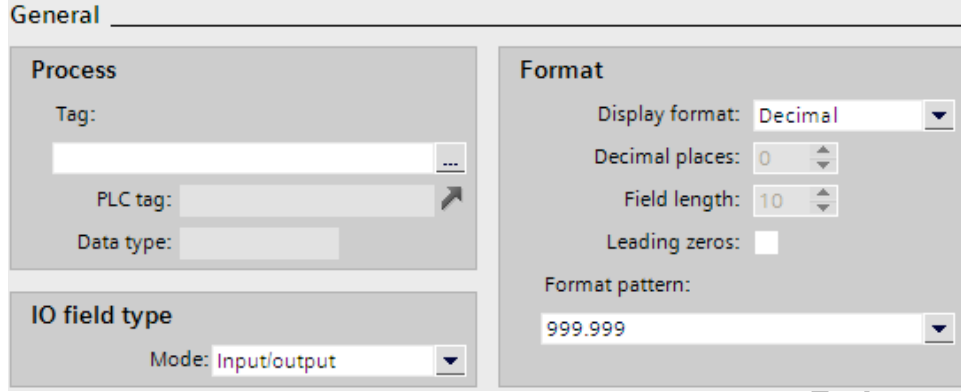 General
Process
Tag:
...
PLC tag:
Data type:
IO field type
Mode: Input/output
Format
Display format: Decimal
Decimal places: 0
Field length: 10
Leading zeros:
Format pattern:
999.999